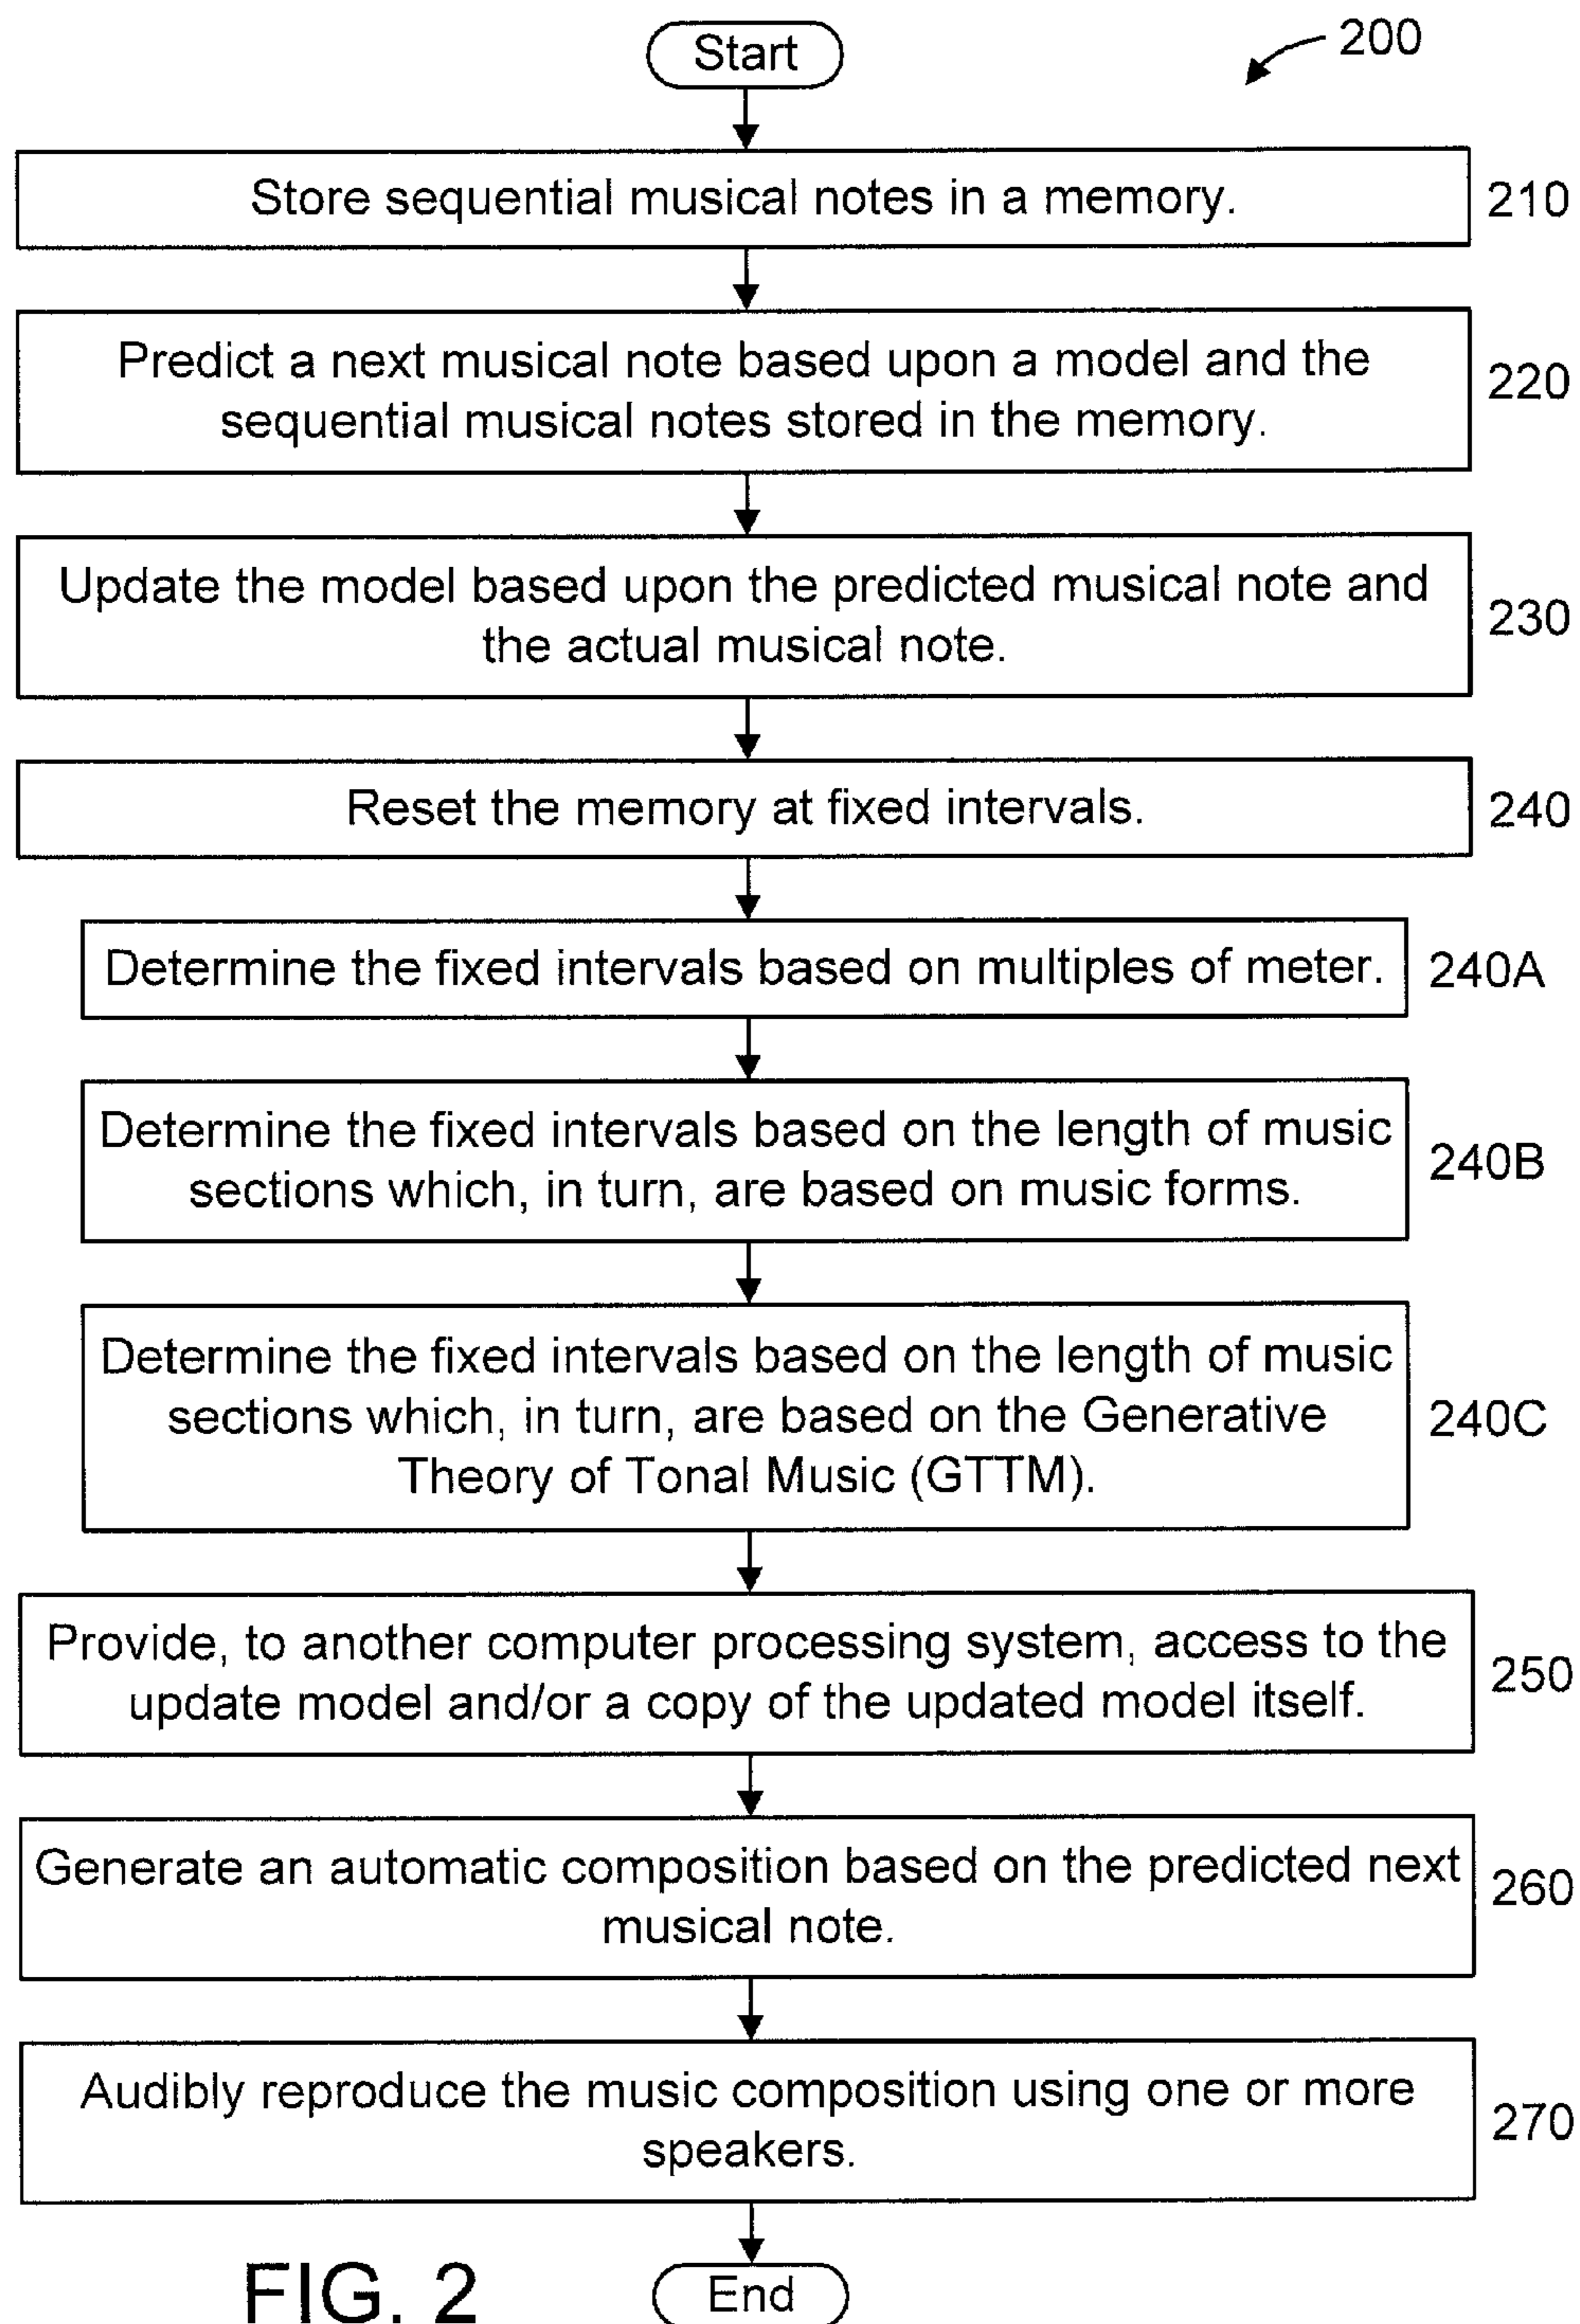 Start
200
Store sequential musical notes in a memory.
210
Predict a next musical note based upon a model and the
sequential musical notes stored in the memory.
220
Update the model based upon the predicted musical note and
the actual musical note.
230
Reset the memory at fixed intervals.
240
Determine the fixed intervals based on multiples of meter.
240A
Determine the fixed intervals based on the length of music
sections which, in turn, are based on music forms.
240B
Determine the fixed intervals based on the length of music
sections which, in turn, are based on the Generative
Theory of Tonal Music (GTTM).
240C
Provide, to another computer processing system, access to the
update model and/or a copy of the updated model itself.
250
Generate an automatic composition based on the predicted next
musical note.
260
Audibly reproduce the music composition using one or more
speakers.
270
End
FIG. 2